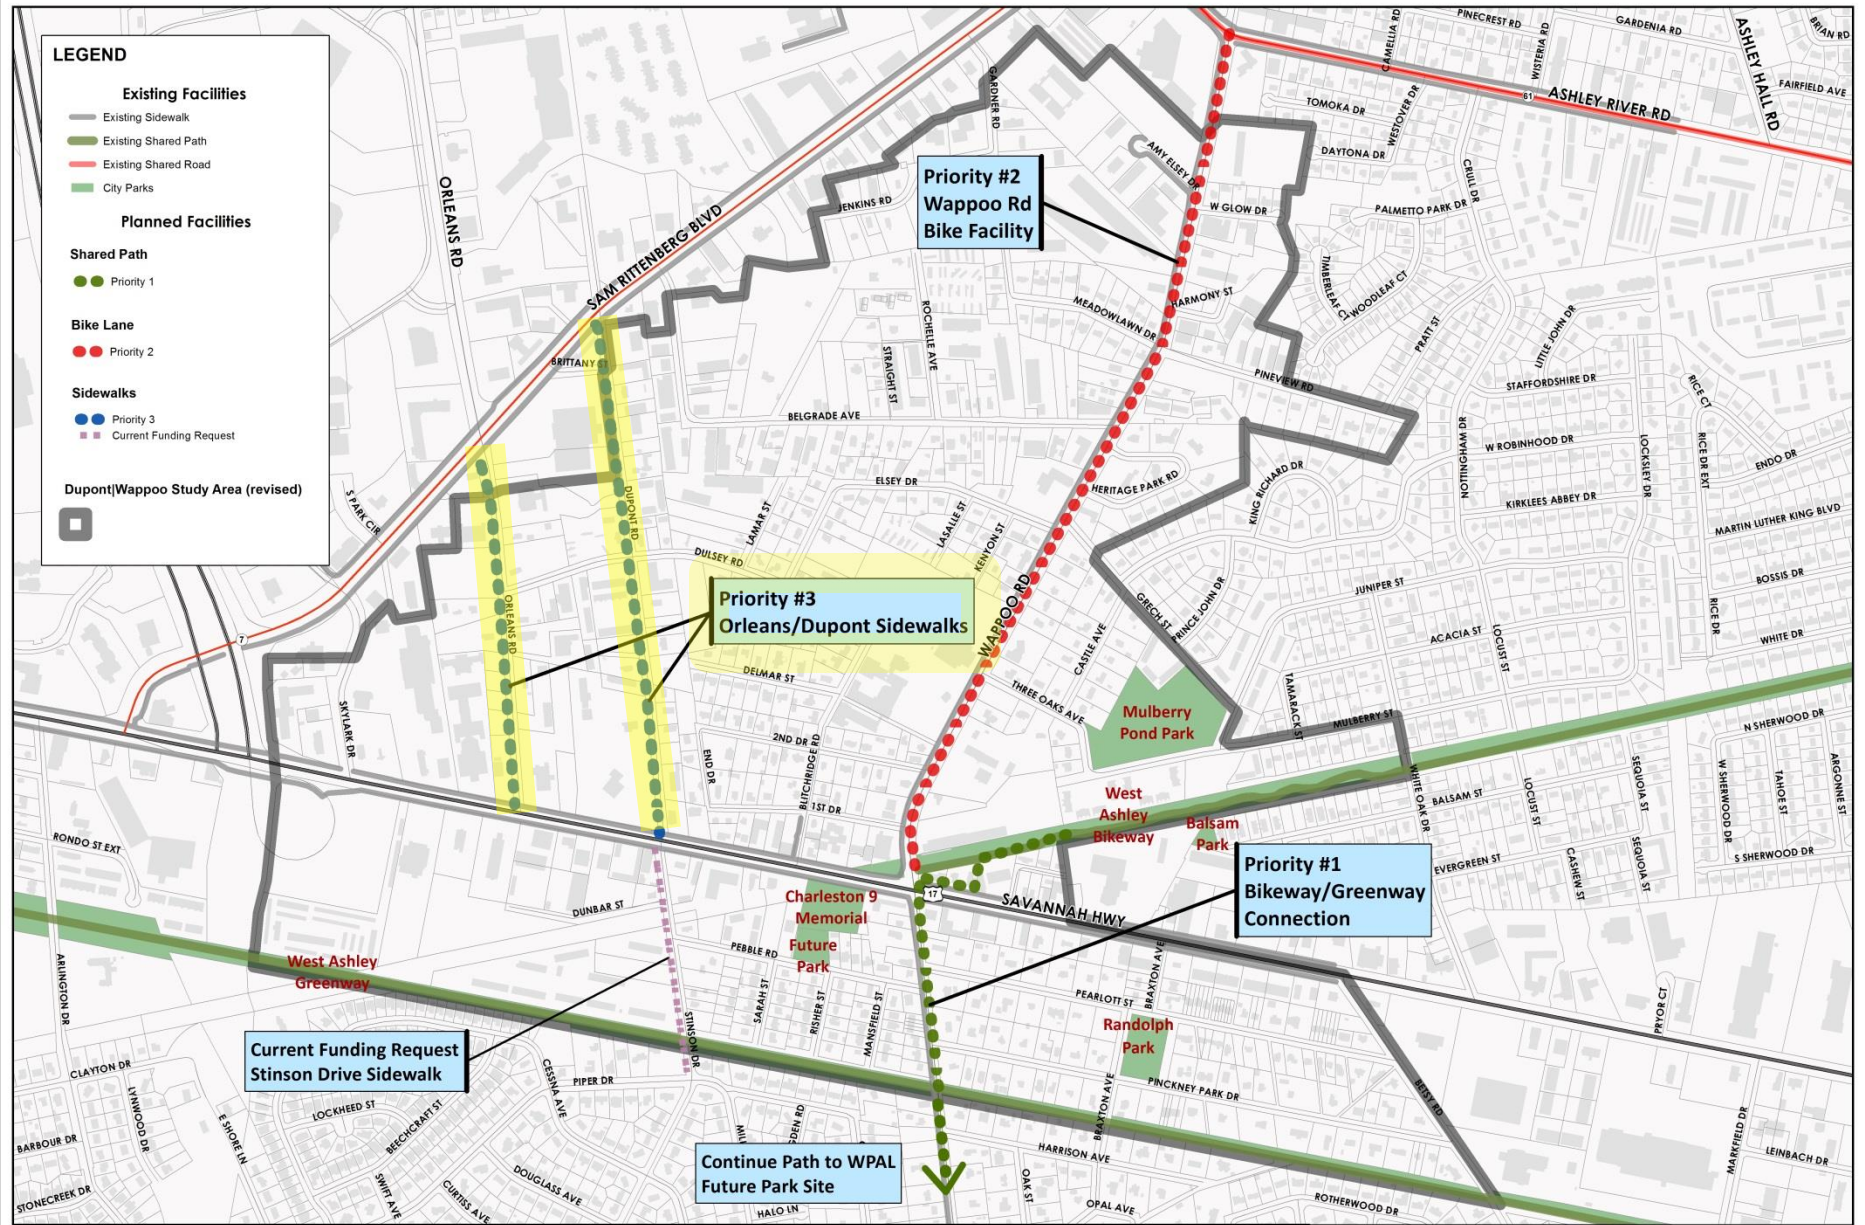 LEGEND
Existing Facilities
Existing Sidewalk
Existing Shared Path
Existing Shared Road
City Parks
Planned Facilities
Shared Path
Priority 1
Bike Lane
Priority 2
Sidewalks
Priority 3
Current Funding Request
Dupont|Wappoo Study Area (revised)
PINECREST RD
GARDENIA RD
BRIAN RD
CAMELLIA RD
WISTERIA RD
ASHLEY HALL RD
FAIRFIELD AVE
61
ASHLEY RIVER RD
TOMOKA DR
WESTOVER DR
DAYTONA DR
CRULL DR
GARDNER RD
AMY ELSEY DR
Priority #2
Wappoo Rd
Bike Facility
ORLEANS RD
JENKINS RD
W GLOW DR
PALMETTO PARK DR
SAM RITTENBERG BLVD
TIMBERLEAF CT
WOODLEAF CT
HARMONY ST
MEADOWLAWN DR
ROCHELLE AVE
PRATT ST
LITTLE JOHN DR
BRITTANY ST
STRAIGHT ST
PINEVIEW RD
STAFFORDSHIRE DR
RICE CT
BELGRADE AVE
NOTTINGHAM DR
W ROBINHOOD DR
LOCKSLEY DR
RICE DR EXT
ENDO DR
S PARK CIR
DUPONT RD
ELSEY DR
HERITAGE PARK RD
KING RICHARD DR
KIRKLEES ABBEY DR
MARTIN LUTHER KING BLVD
LAMAR ST
LASALLE ST
KENYON ST
DULSEY RD
Priority #3
Orleans/Dupont Sidewalks
ORLEANS RD
WAPPOO RD
GRECH ST
PRINCE JOHN DR
JUNIPER ST
BOSSIS DR
RICE DR
ACACIA ST
LOCUST ST
WHITE DR
7
CASTLE AVE
DELMAR ST
THREE OAKS AVE
TAMARACK ST
Mulberry
Pond Park
MULBERRY ST
N SHERWOOD DR
SKYLARK DR
2ND DR
END DR
BLITCHRIDGE RD
1ST DR
West
Ashley
Bikeway
Balsam
Park
WHITE OAK DR
BALSAM ST
LOCUST ST
SEQUOIA ST
W SHERWOOD DR
TAHOE ST
ARGONNE ST
RONDO ST EXT
EVERGREEN ST
CASHEW ST
SEQUOIA ST
S SHERWOOD DR
Priority #1
Bikeway/Greenway
Connection
17
SAVANNAH HWY
Charleston 9
Memorial
DUNBAR ST
Future
Park
PEBBLE RD
West Ashley
Greenway
ARLINGTON DR
SARAH ST
RISHER ST
MANSFIELD ST
BRAXTON AVE
PEARLOTT ST
PRYOR CT
Randolph
Park
STINSON DR
Current Funding Request
Stinson Drive Sidewalk
CLAYTON DR
LYNWOOD DR
CESSNA AVE
PIPER DR
PINCKNEY PARK DR
BETSY RD
LOCKHEED ST
BEECHCRAFT ST
E SHORE LN
BRAXTON AVE
MARKFIELD DR
BARBOUR DR
HARRISON AVE
LEINBACH DR
Continue Path to WPAL
Future Park Site
DOUGLASS AVE
SWIFT AVE
CURTISS AVE
OAK ST
STONECREEK DR
HALO LN
OPAL AVE
ROTHERWOOD DR